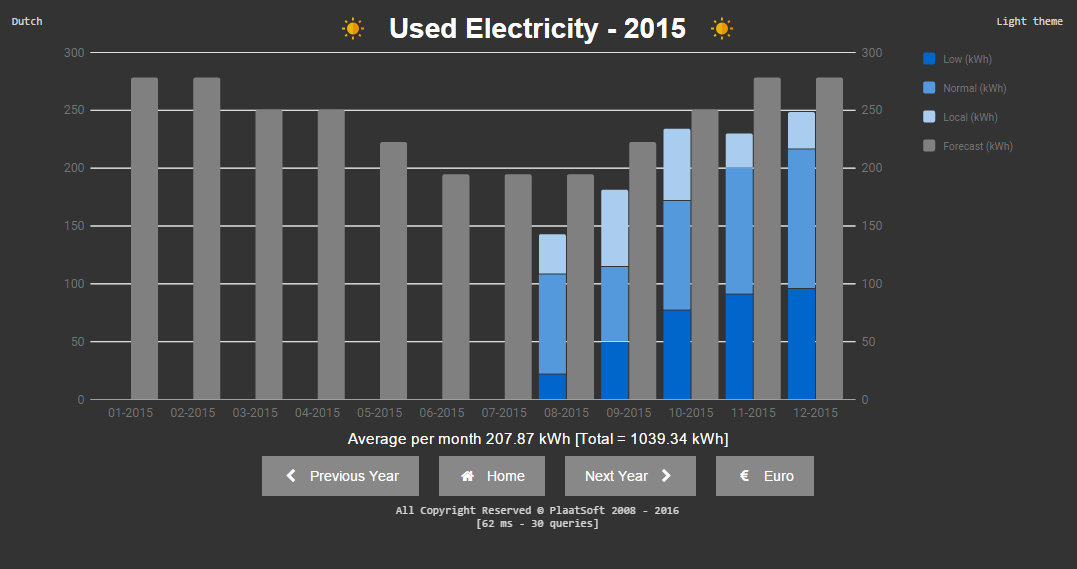 Dutch
Used Electricity - 2015
Light theme
300
250
200
150
100
50
0
300
250
200
150
100
50
0
Low (kWh)
Normal (kWh)
Local (kWh)
Forecast (kWh)
01-2015 02-2015 03-2015 04-2015 05-2015 06-2015 07-2015 08-2015 09-2015 10-2015 11-2015 12-2015
Average per month 207.87 kWh [Total = 1039.34 kWh]
Previous Year Home Next Year € Euro
All Copyright Reserved © PlaatSoft 2008 - 2016
[62 ms - 30 queries]